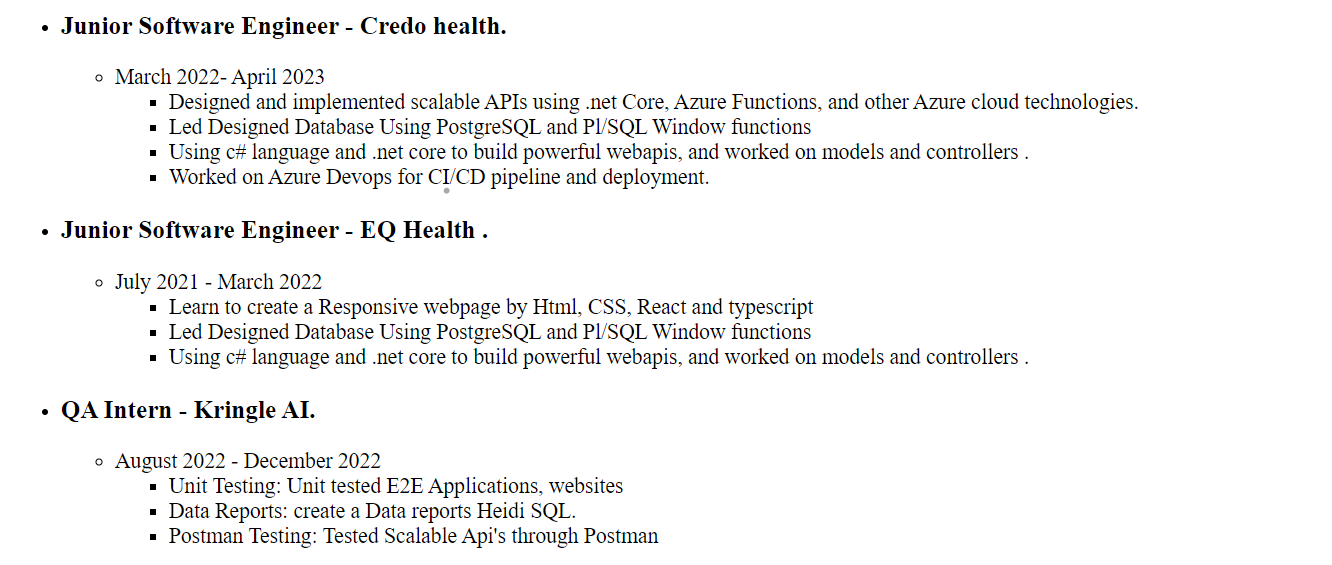 Junior Software Engineer - Credo health.
March 2022- April 2023
Designed and implemented scalable APIs using .net Core, Azure Functions, and other Azure cloud technologies.
Led Designed Database Using PostgreSQL and Pl/SQL Window functions
Using c# language and .net core to build powerful webapis, and worked on models and controllers .
Worked on Azure Devops for CI/CD pipeline and deployment.
Junior Software Engineer - EQ Health .
July 2021 - March 2022
Learn to create a Responsive webpage by Html, CSS, React and typescript
Led Designed Database Using PostgreSQL and Pl/SQL Window functions
Using c# language and .net core to build powerful webapis, and worked on models and controllers .
QA Intern - Kringle AI.
August 2022 - December 2022
Unit Testing: Unit tested E2E Applications, websites
Data Reports: create a Data reports Heidi SQL.
Postman Testing: Tested Scalable Api's through Postman